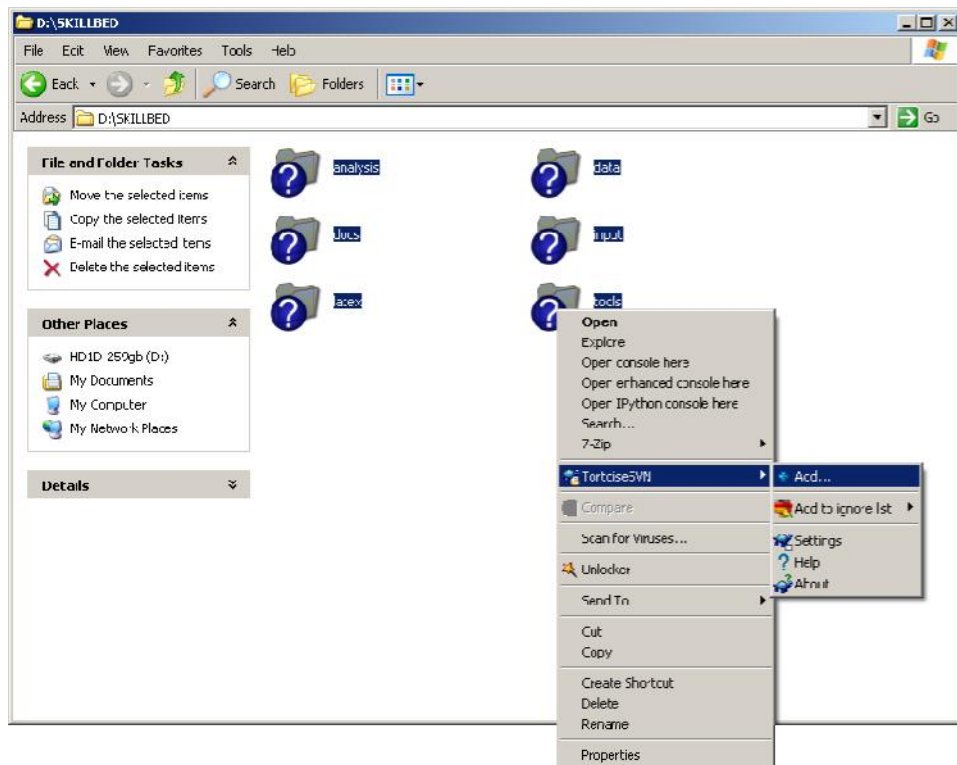 D:\SKILLBED
File Edit View Favorites Tools Help
Back Search Folders
Address D:\SKILLBED Go
File and Folder Tasks
Move the selected items
Copy the selected items
E-mail the selected items
Delete the selected items
Other Places
HD1D 250gb (D:)
My Documents
My Computer
My Network Places
Details
analysis data
docs input
latex tools
Open
Explore
Open console here
Open enhanced console here
Open IPython console here
Search...
7-Zip
TortoiseSVN
Compare
Scan for Viruses...
Unlocker
Send To
Cut
Copy
Create Shortcut
Delete
Rename
Properties
Add...
Add to ignore list
Settings
Help
About